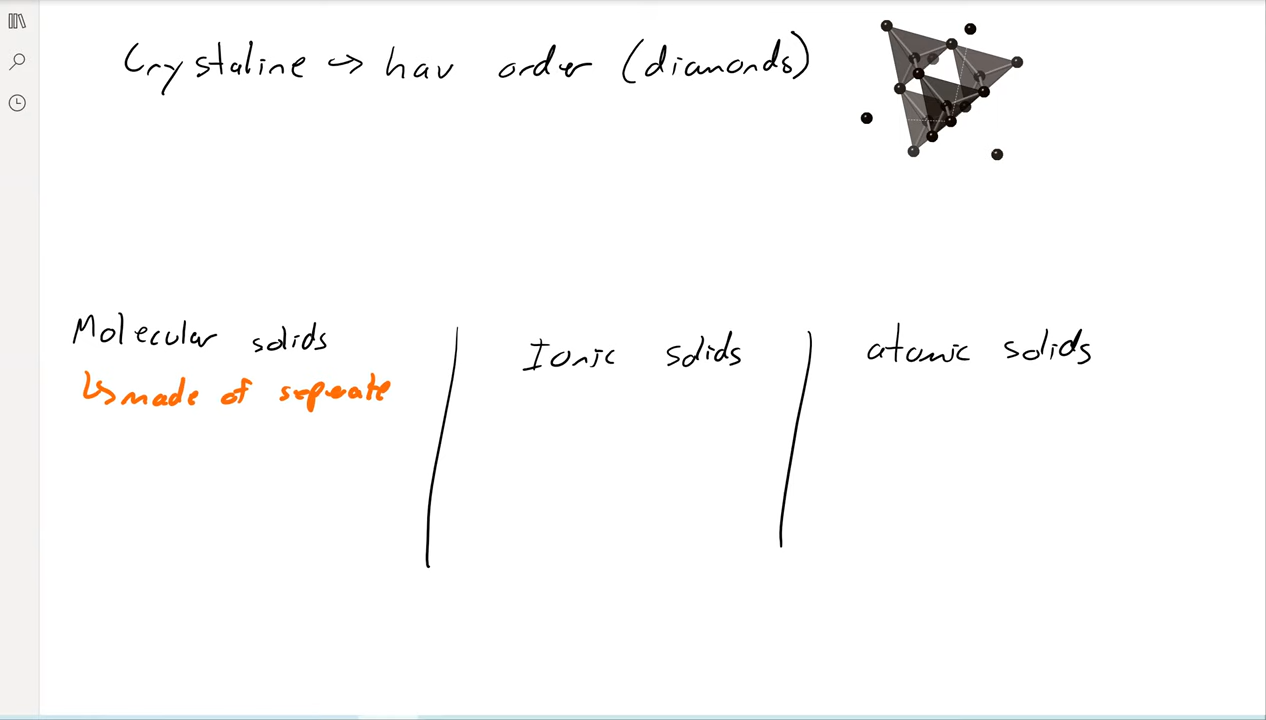 Crystaline ↪ hav order (diamonds)
Molecular solids
↪ made of seperate
Ionic solids
atomic solids